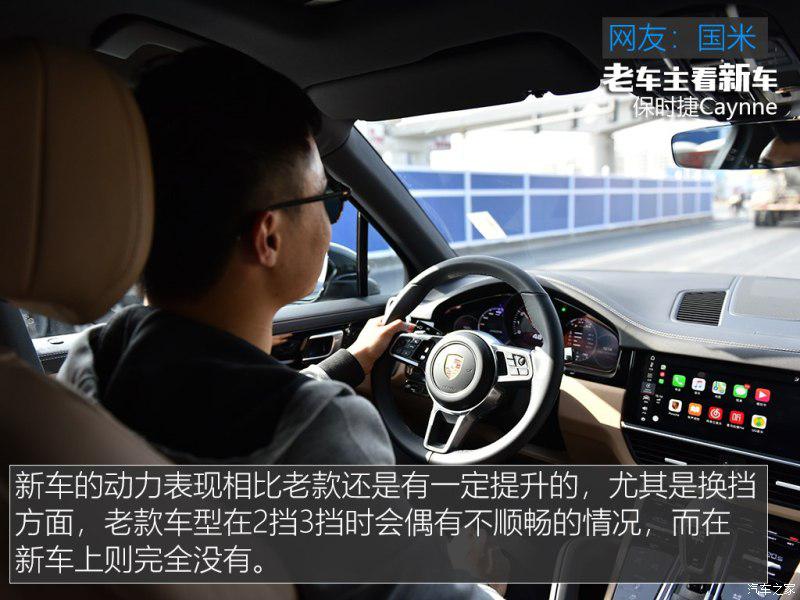 网友：国米
老车主看新车
保时捷Caynne
新车的动力表现相比老款还是有一定提升的，尤其是换挡
方面，老款车型在2挡3挡时会偶有不顺畅的情况，而在
新车上则完全没有。
汽车之家